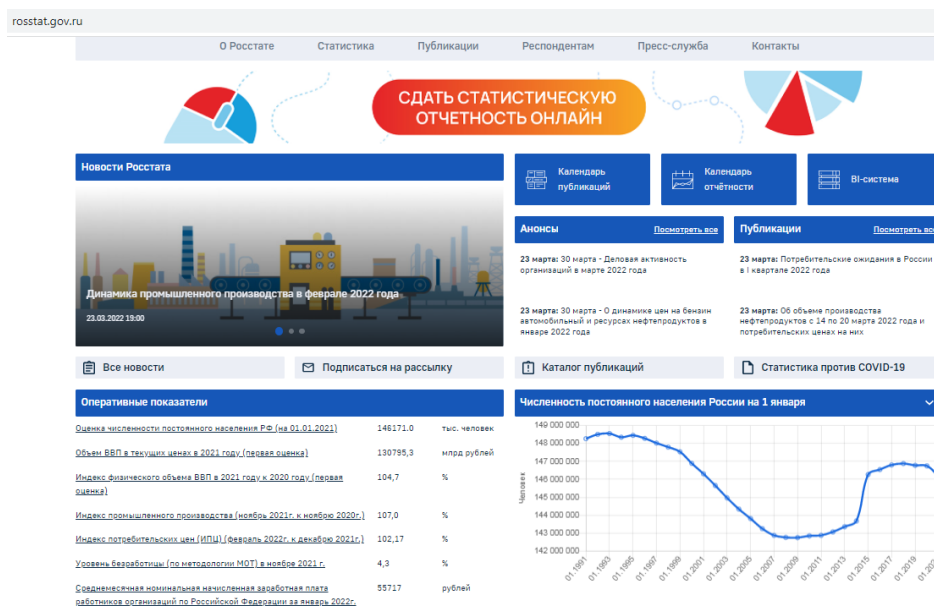 rosstat.gov.ru
О Росстате Статистика Публикации Респондентам Пресс-служба Контакты
СДАТЬ СТАТИСТИЧЕСКУЮ
ОТЧЕТНОСТЬ ОНЛАЙН
Новости Росстата
Динамика промышленного производства в феврале 2022 года
23.03.2022 19:00
Календарь
публикаций
Календарь
отчётности
BI-система
Анонсы Посмотреть все
23 марта: 30 марта - Деловая активность
организаций в марте 2022 года
23 марта: 30 марта - О динамике цен на бензин
автомобильный и ресурсах нефтепродуктов в
январе 2022 года
Публикации Посмотреть все
23 марта: Потребительские ожидания в России
в I квартале 2022 года
23 марта: Об объеме производства
нефтепродуктов с 14 по 20 марта 2022 года и
потребительских ценах на них
Все новости
Подписаться на рассылку
Каталог публикаций
Статистика против COVID-19
Оперативные показатели
Оценка численности постоянного населения РФ (на 01.01.2021) 146171.0 тыс. человек
Объем ВВП в текущих ценах в 2021 году (первая оценка) 130795,3 млрд рублей
Индекс физического объема ВВП в 2021 году к 2020 году (первая
оценка) 104,7 %
Индекс промышленного производства (ноябрь 2021г. к ноябрю 2020г.) 107,0 %
Индекс потребительских цен (ИПЦ) (февраль 2022г. к декабрю 2021г.) 102,17 %
Уровень безработицы (по методологии МОТ) в ноябре 2021 г. 4,3 %
Среднемесячная номинальная начисленная заработная плата
работников организаций по Российской Федерации за январь 2022г. 55717 рублей
Численность постоянного населения России на 1 января
149 000 000
148 000 000
147 000 000
146 000 000
145 000 000
144 000 000
143 000 000
142 000 000
Человек
01.1991 01.1993 01.1995 01.1997 01.1999 01.2001 01.2003 01.2005 01.2007 01.2009 01.2011 01.2013 01.2015 01.2017 01.2019